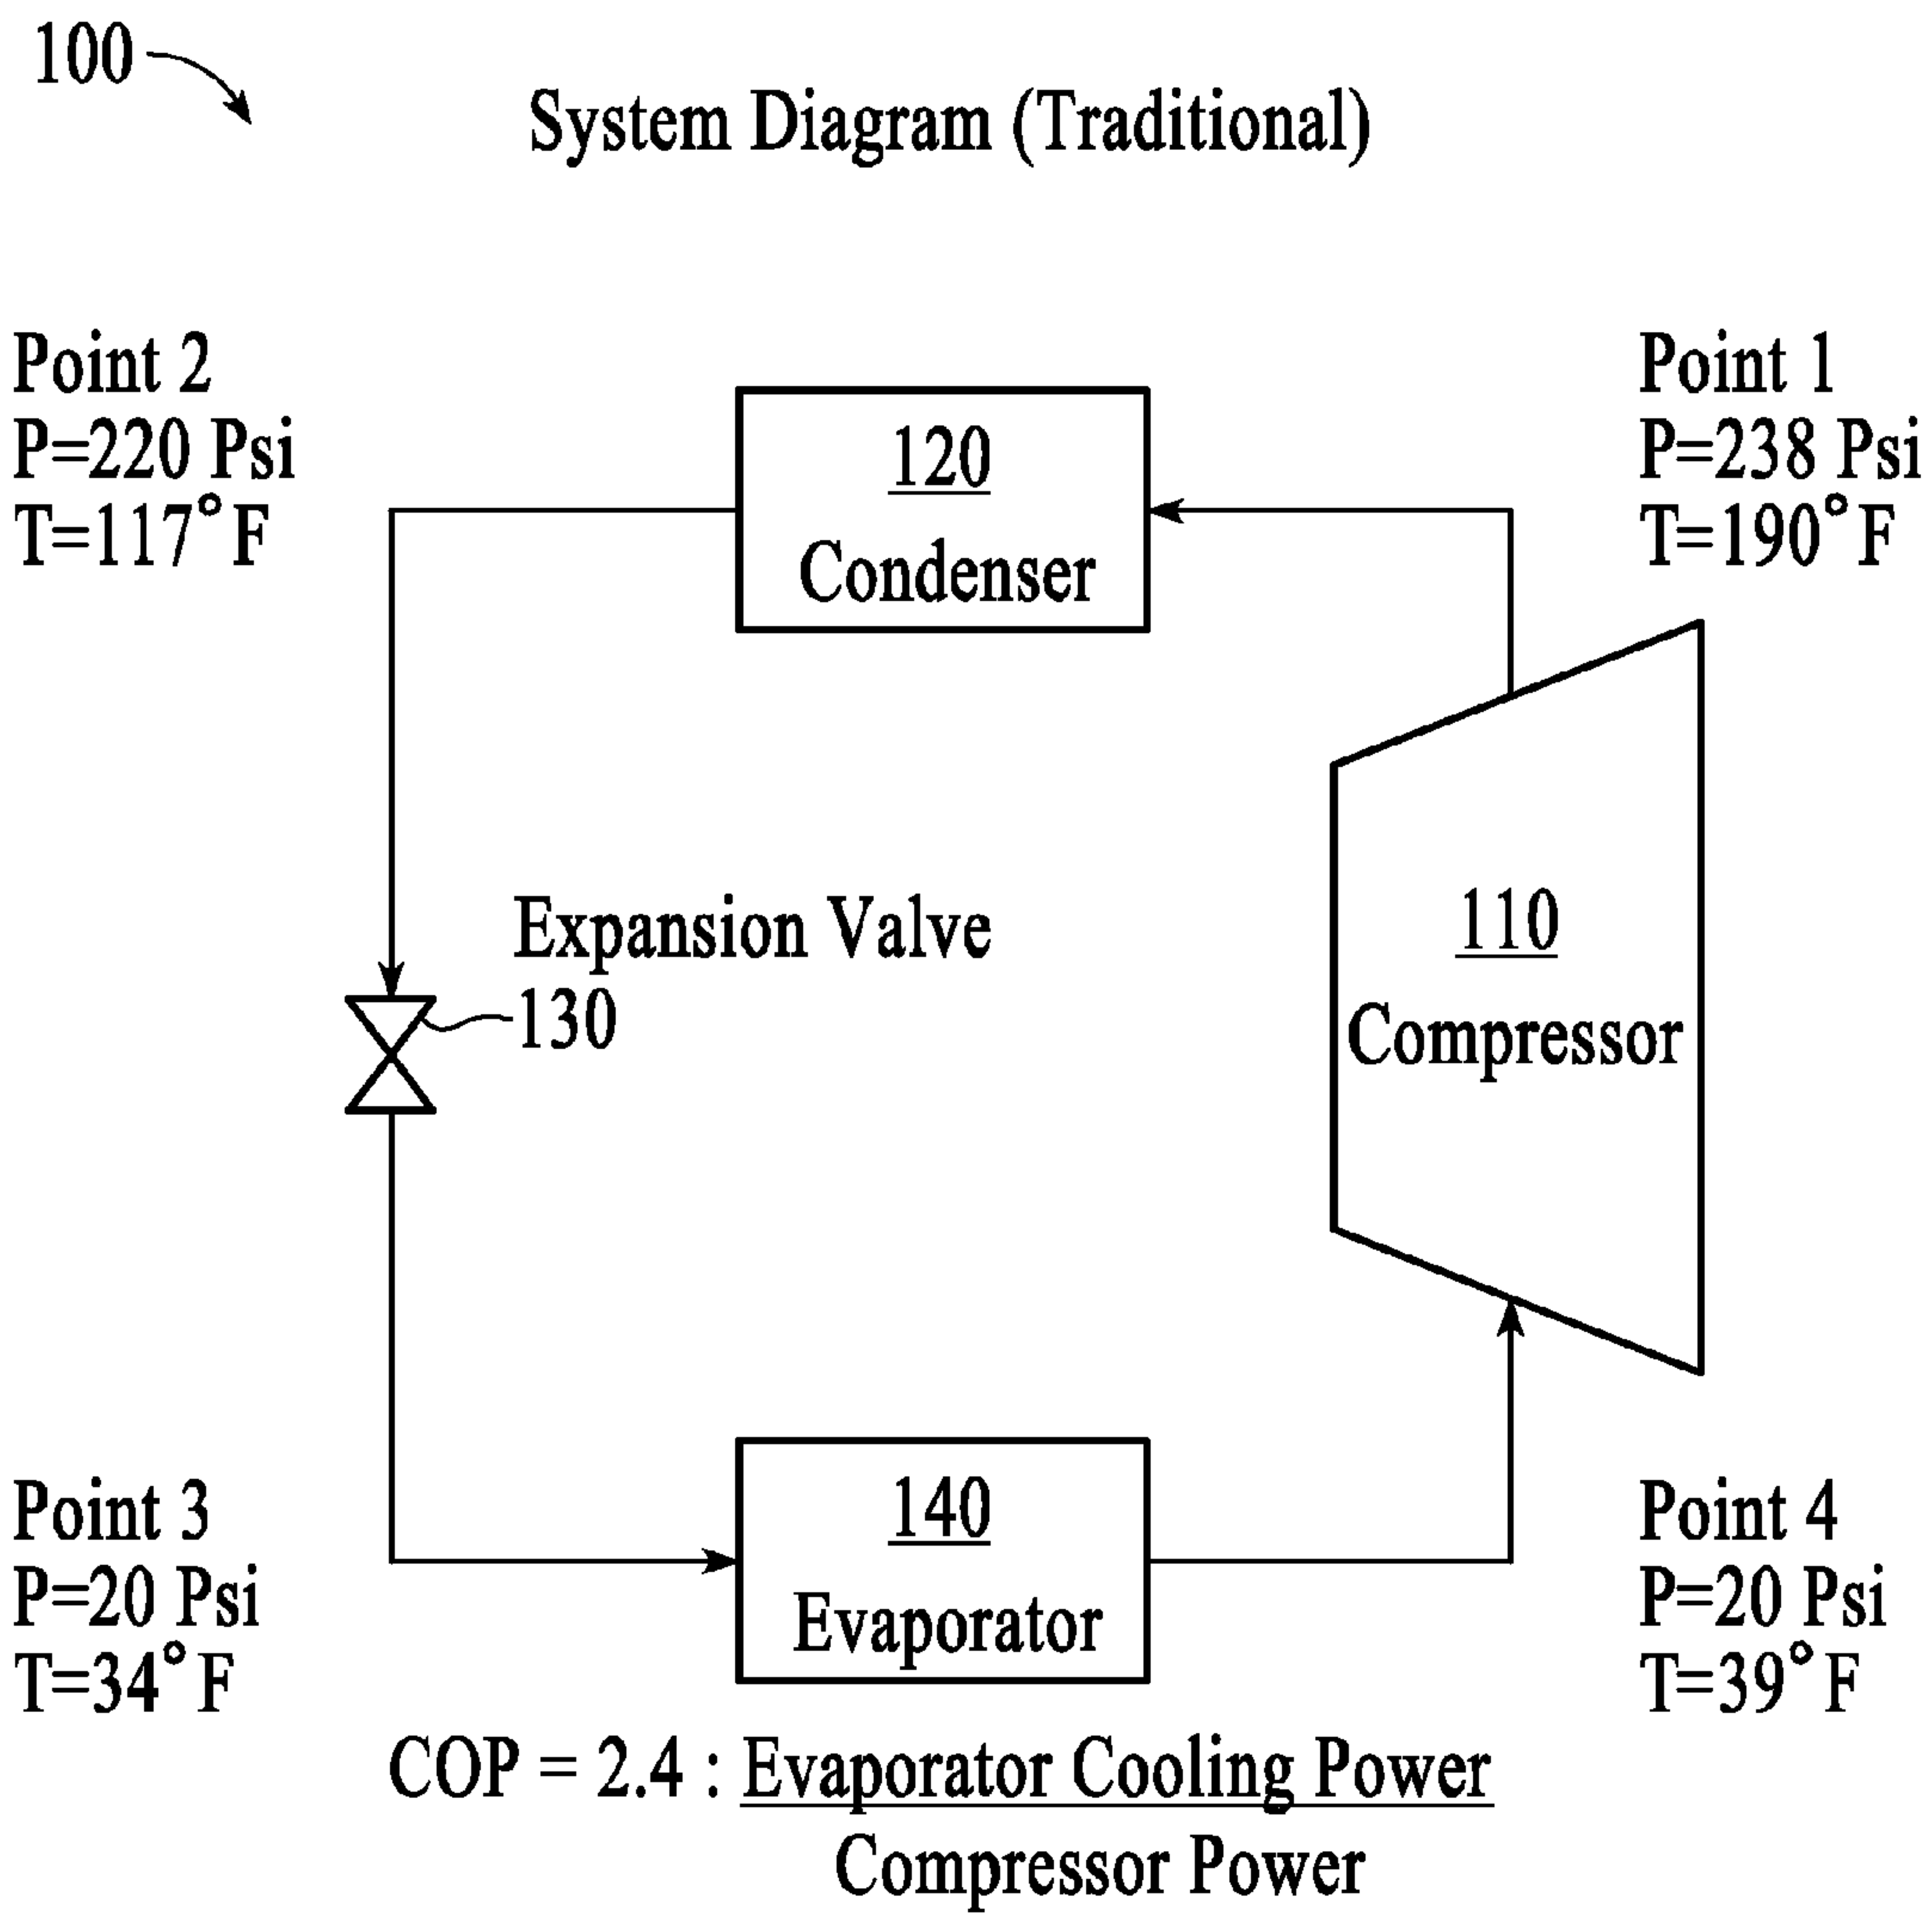 100
System Diagram (Traditional)
Point 2
P=220 Psi
T=117°F
120
Condenser
Point 1
P=238 Psi
T=190°F
Expansion Valve
130
110
Compressor
Point 3
P=20 Psi
T=34°F
140
Evaporator
Point 4
P=20 Psi
T=39°F
COP = 2.4 : Evaporator Cooling Power
Compressor Power